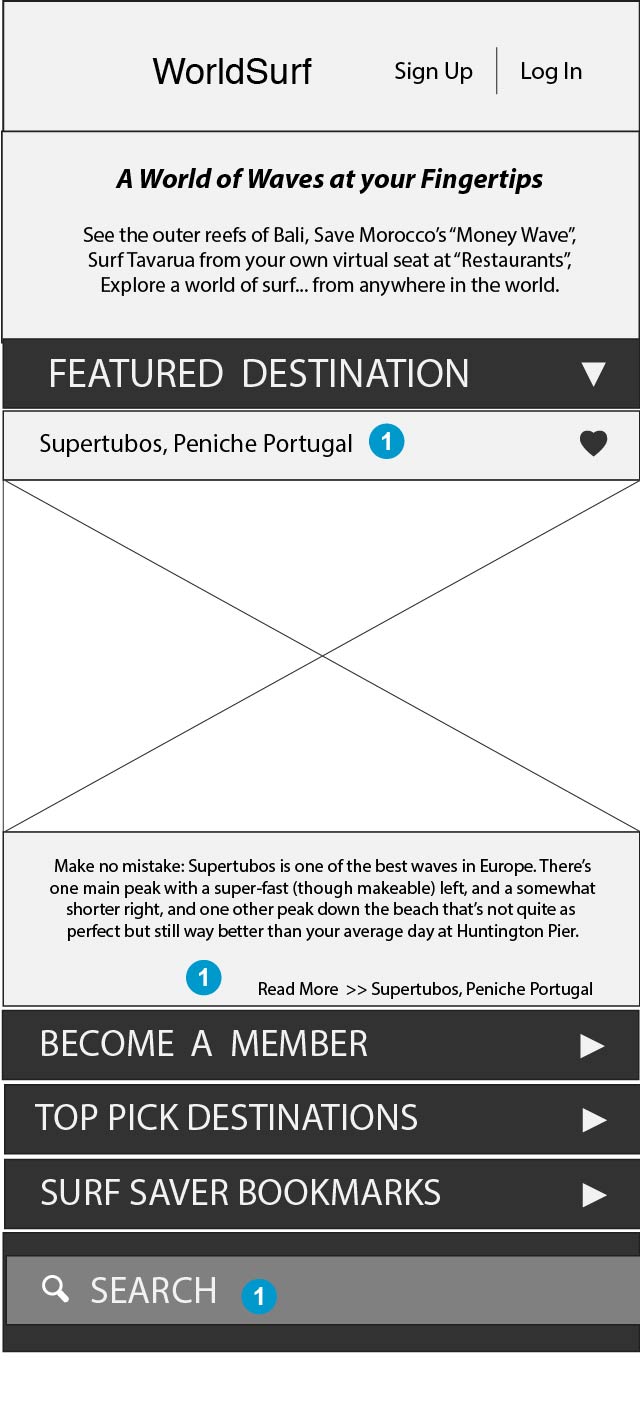 WorldSurf
Sign Up
Log In
A World of Waves at your Fingertips
See the outer reefs of Bali, Save Morocco's “Money Wave”,
Surf Tavarua from your own virtual seat at “Restaurants”,
Explore a world of surf... from anywhere in the world.
FEATURED DESTINATION
Supertubos, Peniche Portugal 1
Make no mistake: Supertubos is one of the best waves in Europe. There's
one main peak with a super-fast (though makeable) left, and a somewhat
shorter right, and one other peak down the beach that's not quite as
perfect but still way better than your average day at Huntington Pier.
1
Read More >> Supertubos, Peniche Portugal
BECOME A MEMBER
TOP PICK DESTINATIONS
SURF SAVER BOOKMARKS
SEARCH 1